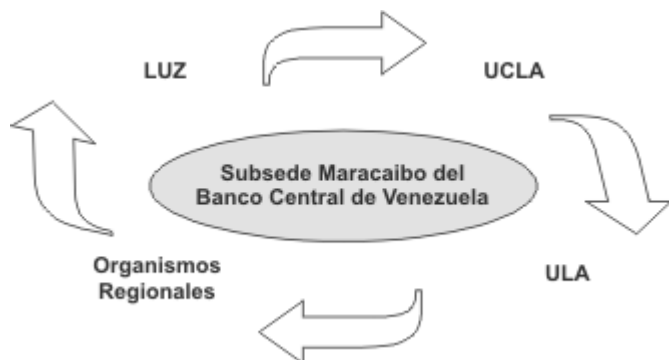 LUZ
UCLA
Subsede Maracaibo del
Banco Central de Venezuela
Organismos
Regionales
ULA